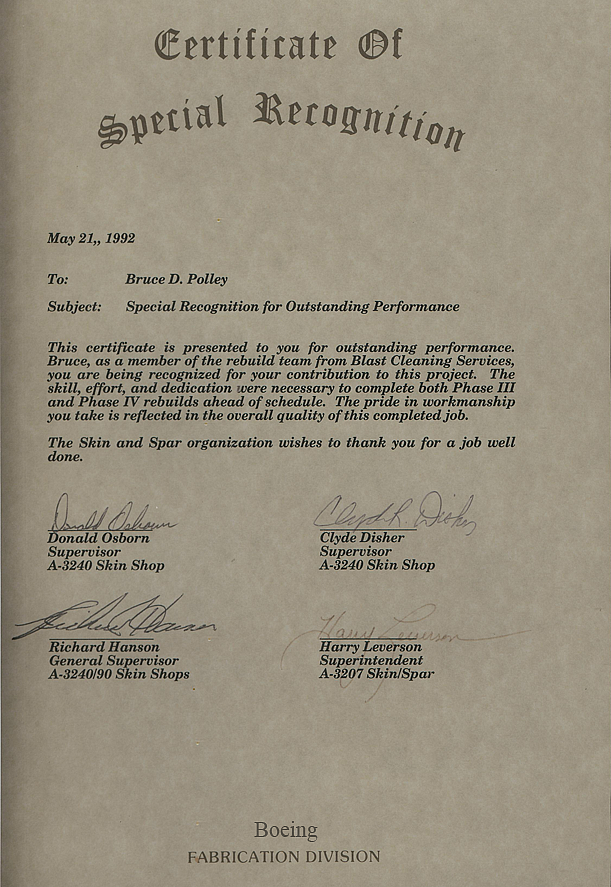 Certificate Of
Special Recognition
May 21,, 1992
To: Bruce D. Polley
Subject: Special Recognition for Outstanding Performance
This certificate is presented to you for outstanding performance.
Bruce, as a member of the rebuild team from Blast Cleaning Services,
you are being recognized for your contribution to this project. The
skill, effort, and dedication were necessary to complete both Phase III
and Phase IV rebuilds ahead of schedule. The pride in workmanship
you take is reflected in the overall quality of this completed job.
The Skin and Spar organization wishes to thank you for a job well
done.
Donald Osborn Clyde R. Disher
Donald Osborn Clyde Disher
Supervisor Supervisor
A-3240 Skin Shop A-3240 Skin Shop
Richard Hanson Harry Leverson
Richard Hanson Harry Leverson
General Supervisor Superintendent
A-3240/90 Skin Shops A-3207 Skin/Spar
Boeing
FABRICATION DIVISION